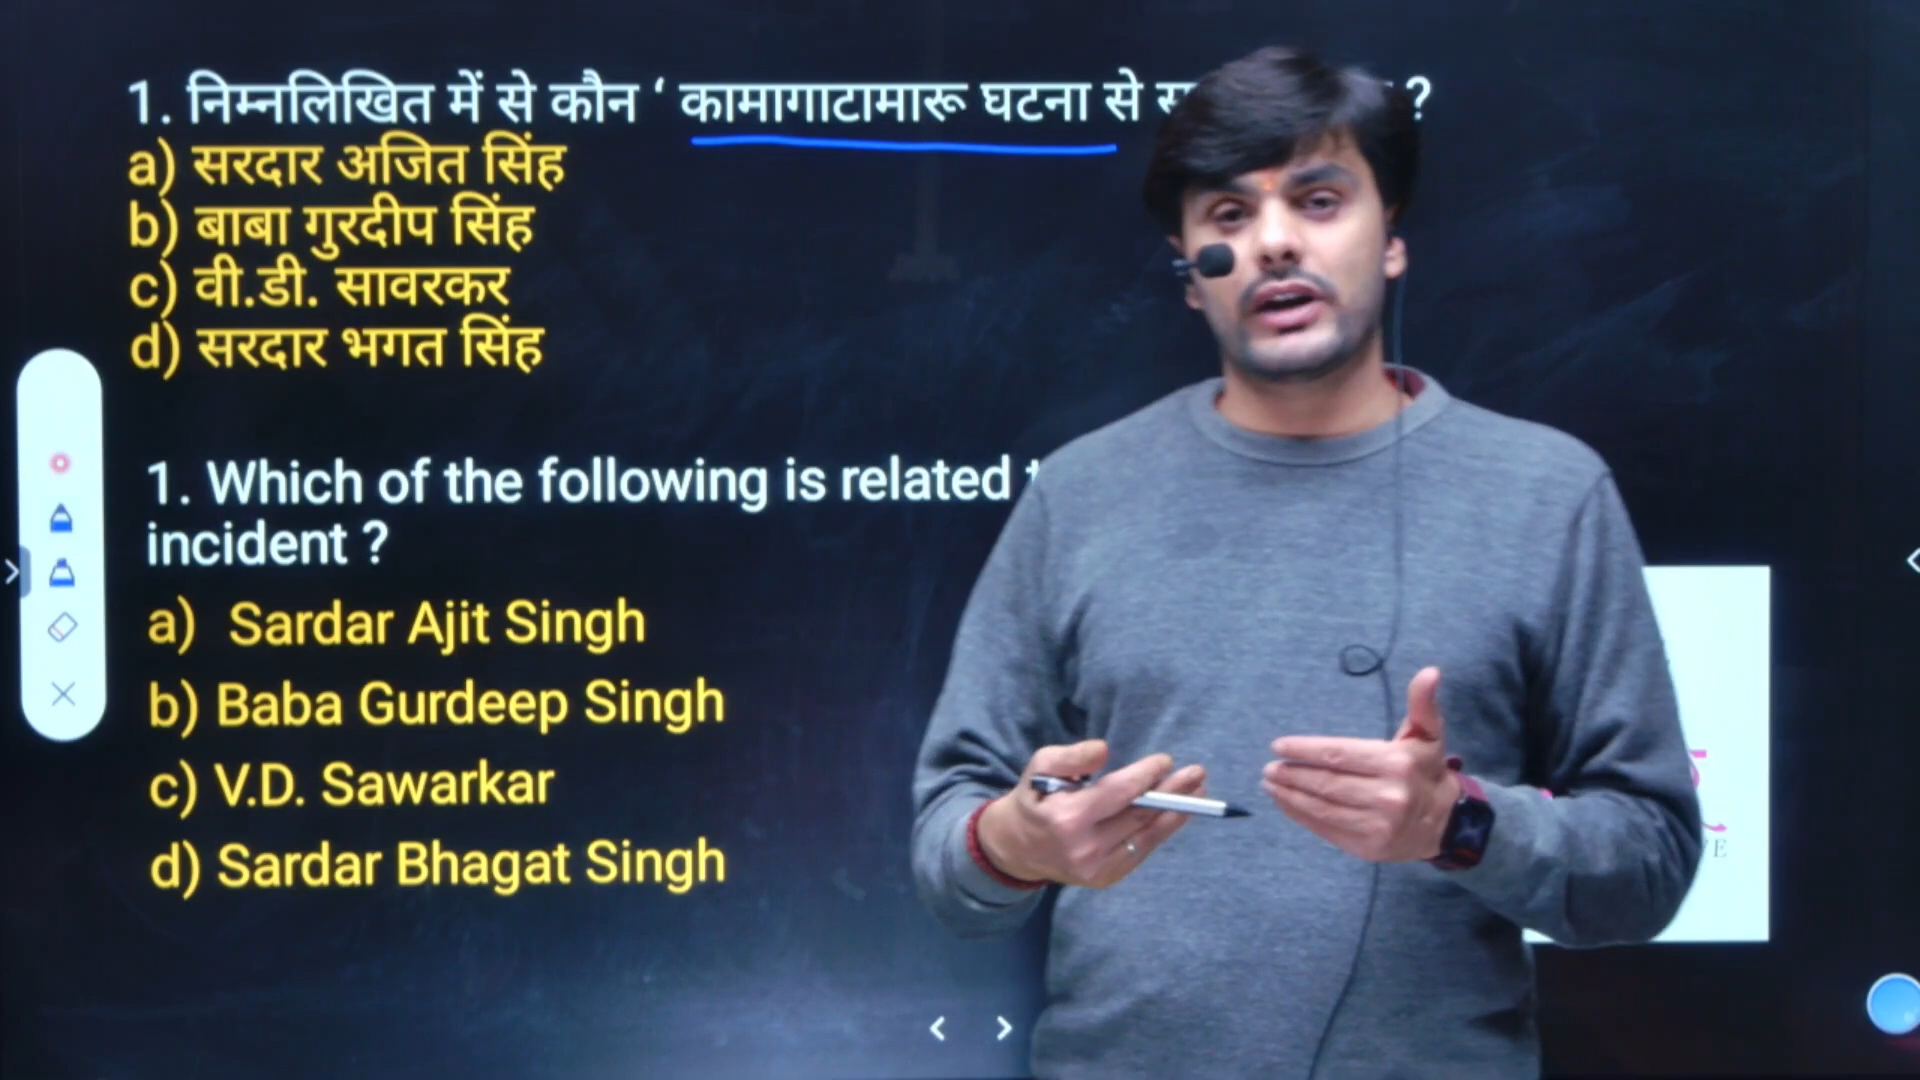 1. निम्नलिखित में से कौन ‘ कामागाटामारू घटना से ?
a) सरदार अजित सिंह
b) बाबा गुरदीप सिंह
c) वी.डी. सावरकर
d) सरदार भगत सिंह
1. Which of the following is related
incident ?
a) Sardar Ajit Singh
b) Baba Gurdeep Singh
c) V.D. Sawarkar
d) Sardar Bhagat Singh